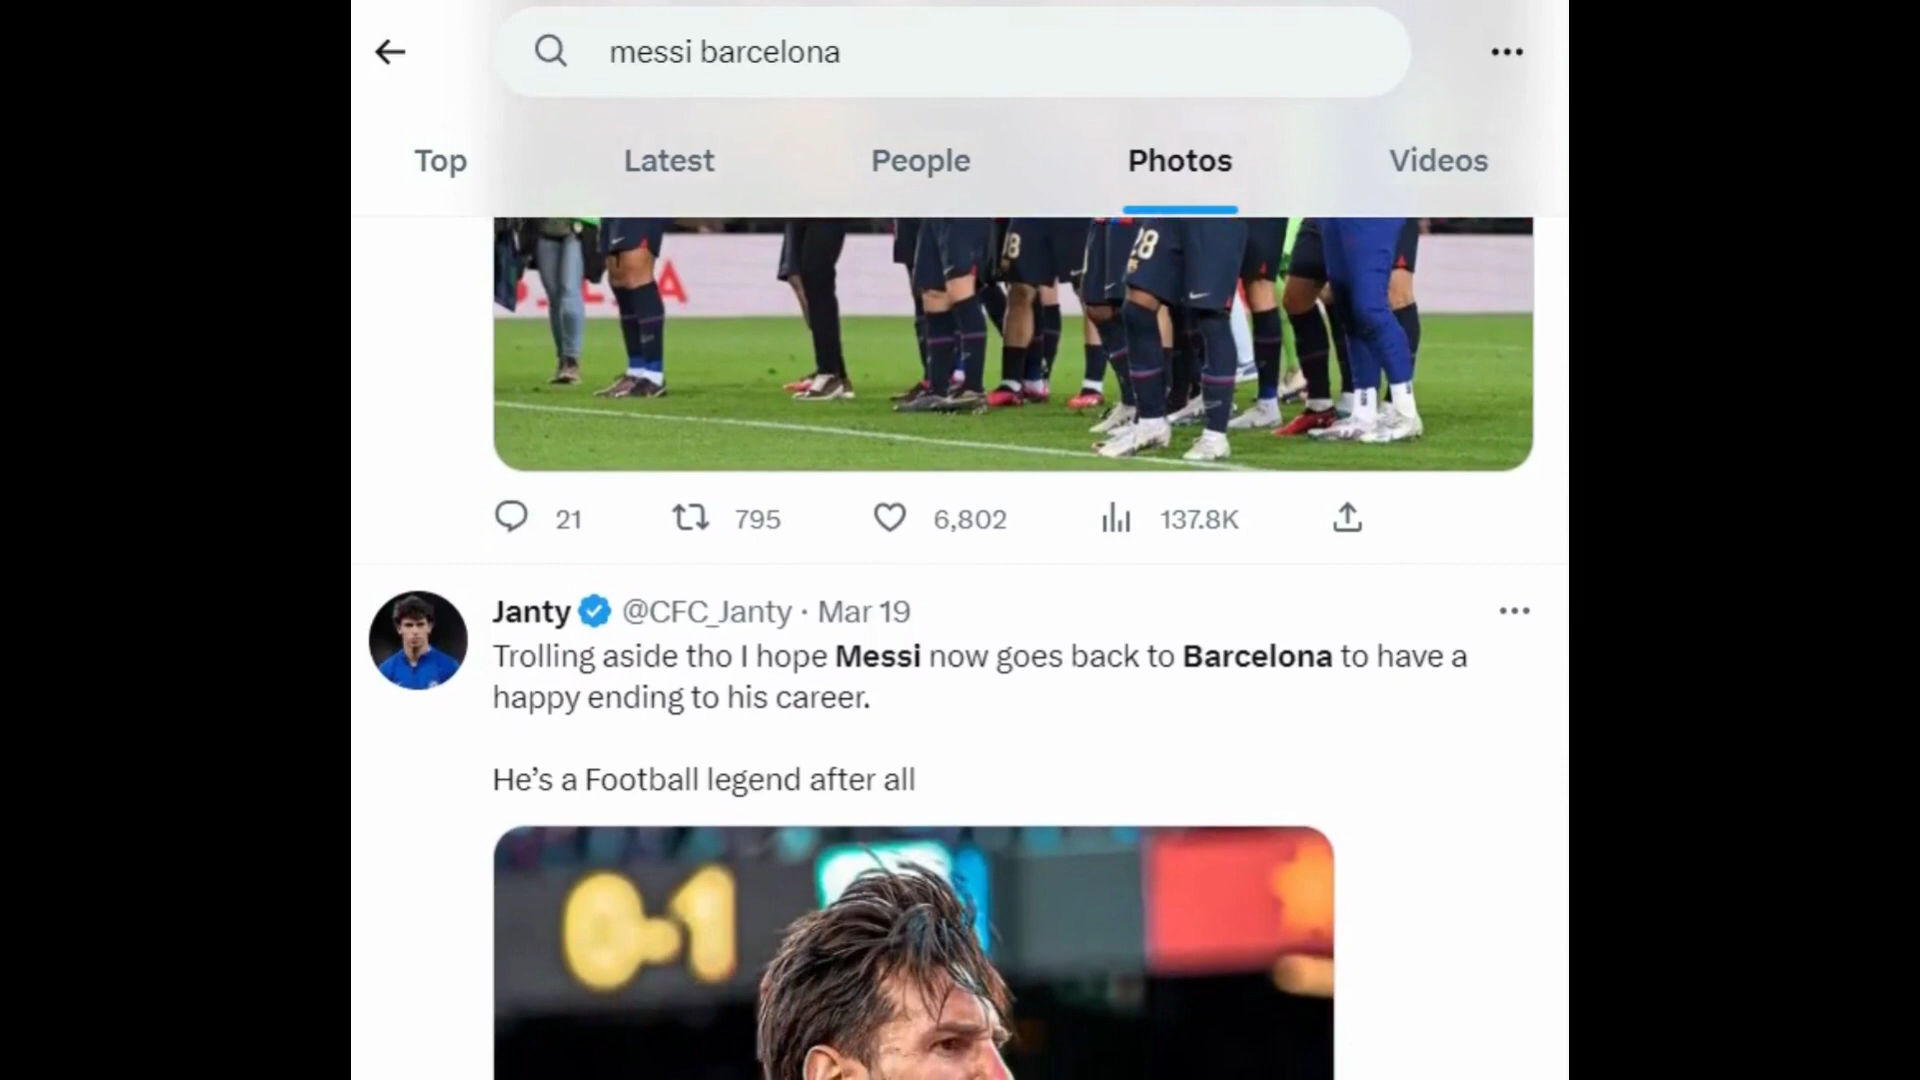 messi barcelona
Top Latest People Photos Videos
18 28
21 795 6,802 137.8K
Janty @CFC_Janty · Mar 19
Trolling aside tho I hope Messi now goes back to Barcelona to have a
happy ending to his career.
He’s a Football legend after all
0-1